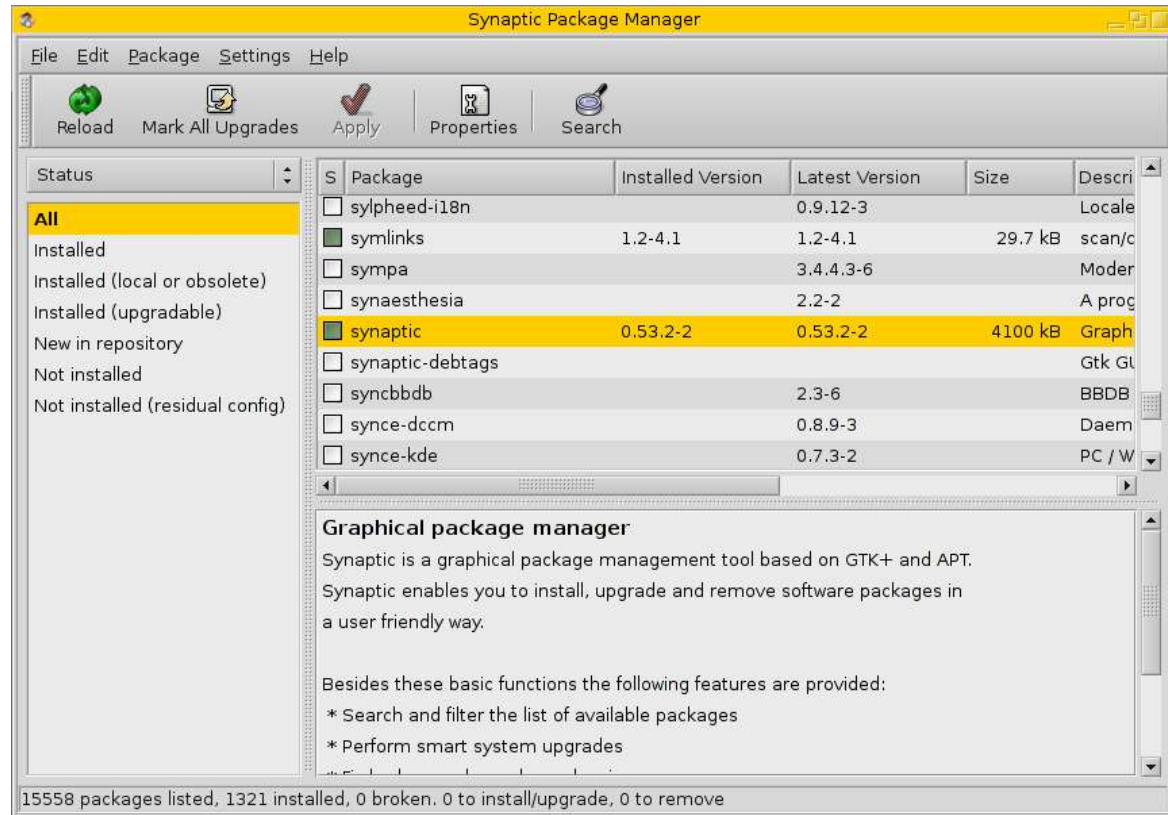 Synaptic Package Manager
File Edit Package Settings Help
Reload Mark All Upgrades Apply Properties Search
Status
All
Installed
Installed (local or obsolete)
Installed (upgradable)
New in repository
Not installed
Not installed (residual config)
S Package Installed Version Latest Version Size Descri
sylpheed-i18n 0.9.12-3 Locale
symlinks 1.2-4.1 1.2-4.1 29.7 kB scan/c
sympa 3.4.4.3-6 Moder
synaesthesia 2.2-2 A prog
synaptic 0.53.2-2 0.53.2-2 4100 kB Graph
synaptic-debtags Gtk GU
syncbbdb 2.3-6 BBDB
synce-dccm 0.8.9-3 Daem
synce-kde 0.7.3-2 PC / W
Graphical package manager
Synaptic is a graphical package management tool based on GTK+ and APT.
Synaptic enables you to install, upgrade and remove software packages in
a user friendly way.
Besides these basic functions the following features are provided:
* Search and filter the list of available packages
* Perform smart system upgrades
15558 packages listed, 1321 installed, 0 broken. 0 to install/upgrade, 0 to remove